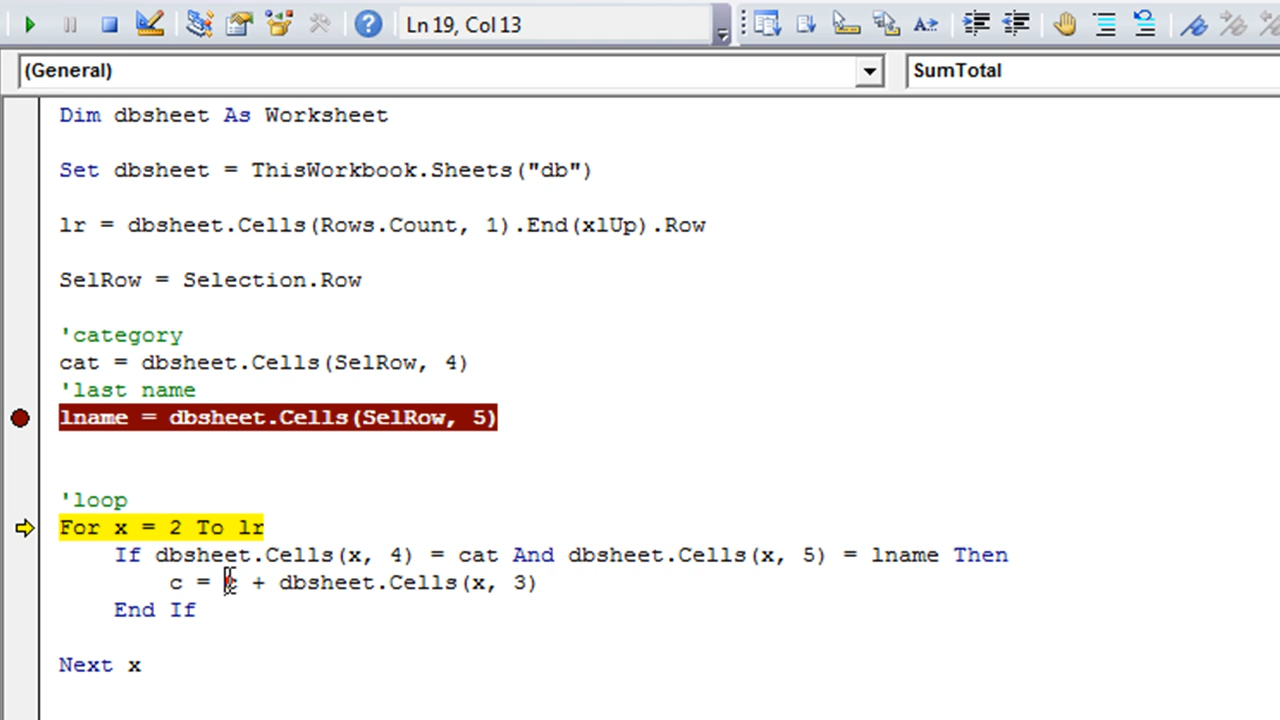 Ln 19, Col 13
(General)
SumTotal
Dim dbsheet As Worksheet
Set dbsheet = ThisWorkbook.Sheets("db")
lr = dbsheet.Cells(Rows.Count, 1).End(xlUp).Row
SelRow = Selection.Row
'category
cat = dbsheet.Cells(SelRow, 4)
'last name
lname = dbsheet.Cells(SelRow, 5)
'loop
For x = 2 To lr
If dbsheet.Cells(x, 4) = cat And dbsheet.Cells(x, 5) = lname Then
c = c + dbsheet.Cells(x, 3)
End If
Next x